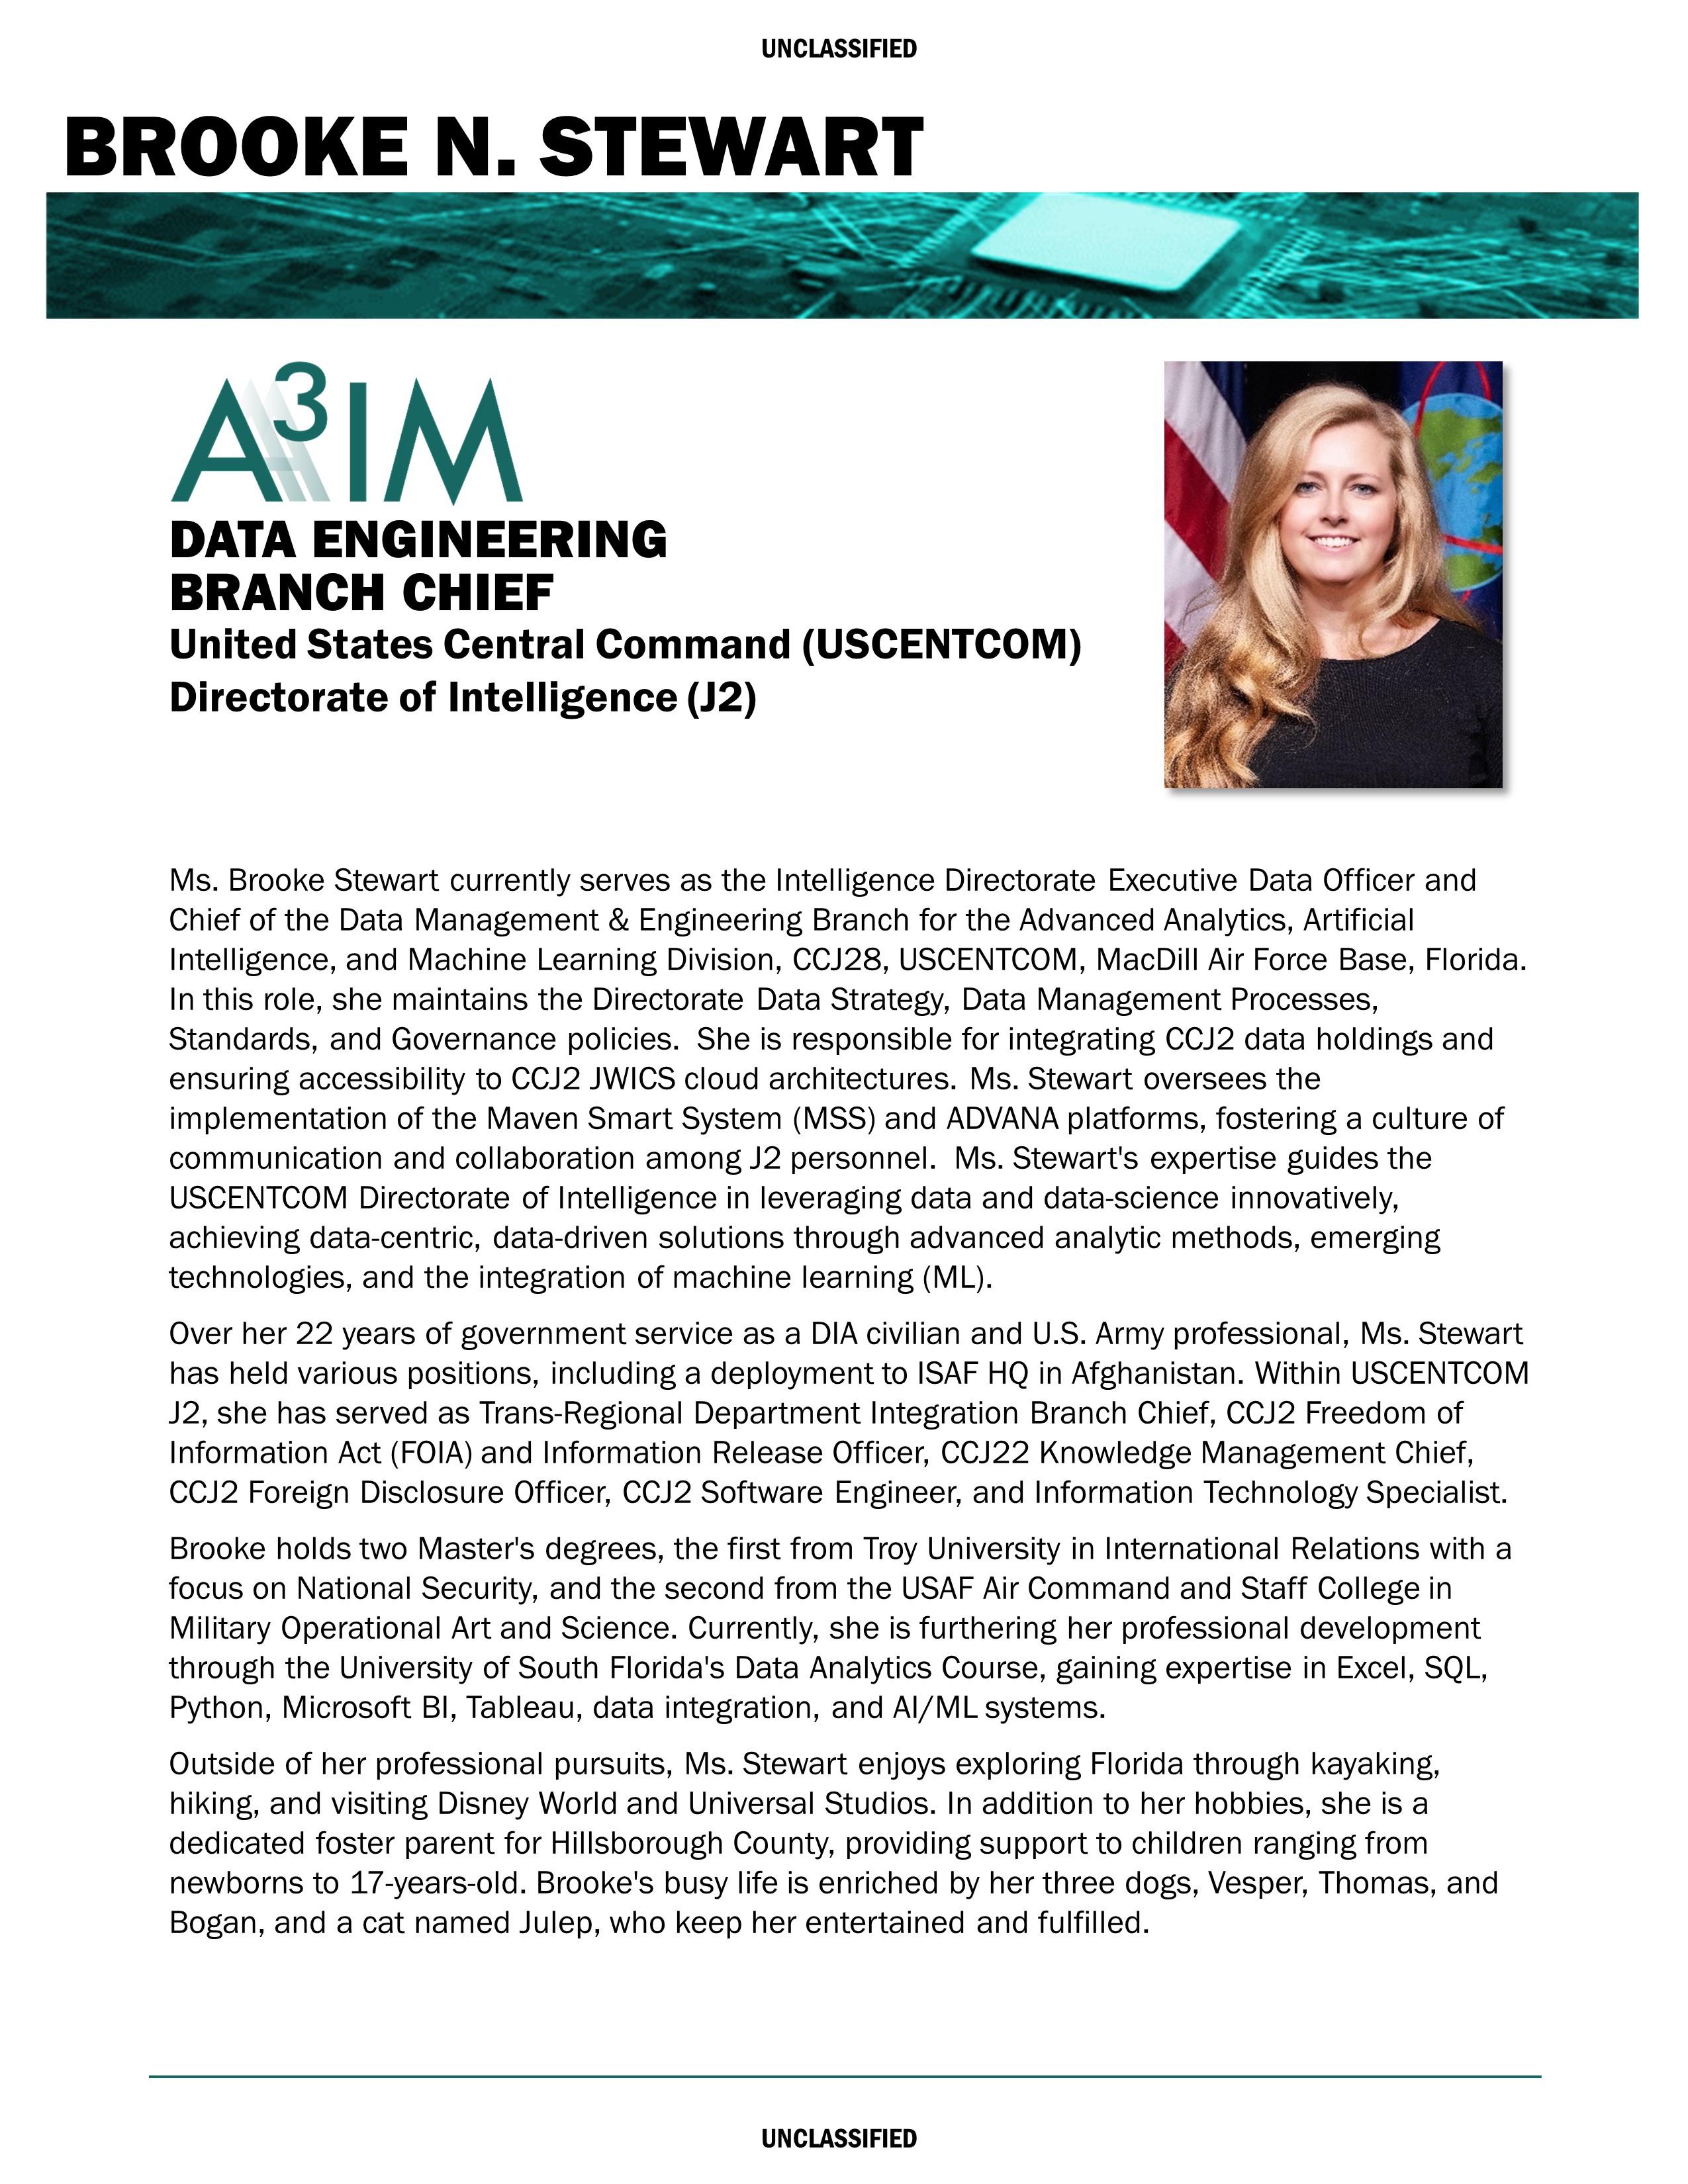 UNCLASSIFIED
BROOKE N. STEWART
A³IM
DATA ENGINEERING
BRANCH CHIEF
United States Central Command (USCENTCOM)
Directorate of Intelligence (J2)
Ms. Brooke Stewart currently serves as the Intelligence Directorate Executive Data Officer and
Chief of the Data Management & Engineering Branch for the Advanced Analytics, Artificial
Intelligence, and Machine Learning Division, CCJ28, USCENTCOM, MacDill Air Force Base, Florida.
In this role, she maintains the Directorate Data Strategy, Data Management Processes,
Standards, and Governance policies.  She is responsible for integrating CCJ2 data holdings and
ensuring accessibility to CCJ2 JWICS cloud architectures. Ms. Stewart oversees the
implementation of the Maven Smart System (MSS) and ADVANA platforms, fostering a culture of
communication and collaboration among J2 personnel.  Ms. Stewart's expertise guides the
USCENTCOM Directorate of Intelligence in leveraging data and data-science innovatively,
achieving data-centric, data-driven solutions through advanced analytic methods, emerging
technologies, and the integration of machine learning (ML).
Over her 22 years of government service as a DIA civilian and U.S. Army professional, Ms. Stewart
has held various positions, including a deployment to ISAF HQ in Afghanistan. Within USCENTCOM
J2, she has served as Trans-Regional Department Integration Branch Chief, CCJ2 Freedom of
Information Act (FOIA) and Information Release Officer, CCJ22 Knowledge Management Chief,
CCJ2 Foreign Disclosure Officer, CCJ2 Software Engineer, and Information Technology Specialist.
Brooke holds two Master's degrees, the first from Troy University in International Relations with a
focus on National Security, and the second from the USAF Air Command and Staff College in
Military Operational Art and Science. Currently, she is furthering her professional development
through the University of South Florida's Data Analytics Course, gaining expertise in Excel, SQL,
Python, Microsoft BI, Tableau, data integration, and AI/ML systems.
Outside of her professional pursuits, Ms. Stewart enjoys exploring Florida through kayaking,
hiking, and visiting Disney World and Universal Studios. In addition to her hobbies, she is a
dedicated foster parent for Hillsborough County, providing support to children ranging from
newborns to 17-years-old. Brooke's busy life is enriched by her three dogs, Vesper, Thomas, and
Bogan, and a cat named Julep, who keep her entertained and fulfilled.
UNCLASSIFIED